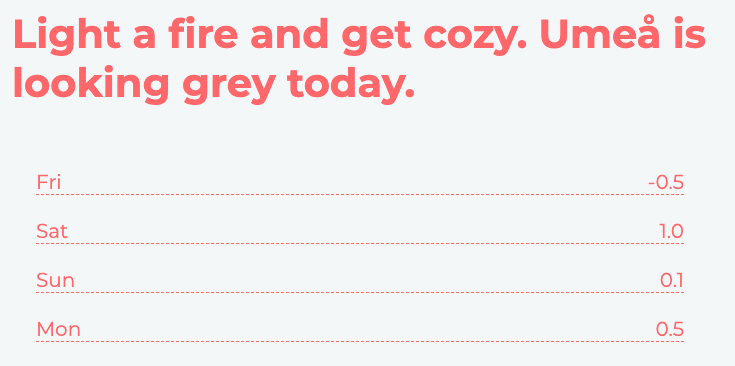 Light a fire and get cozy. Umeå is
looking grey today.
Fri -0.5
Sat 1.0
Sun 0.1
Mon 0.5